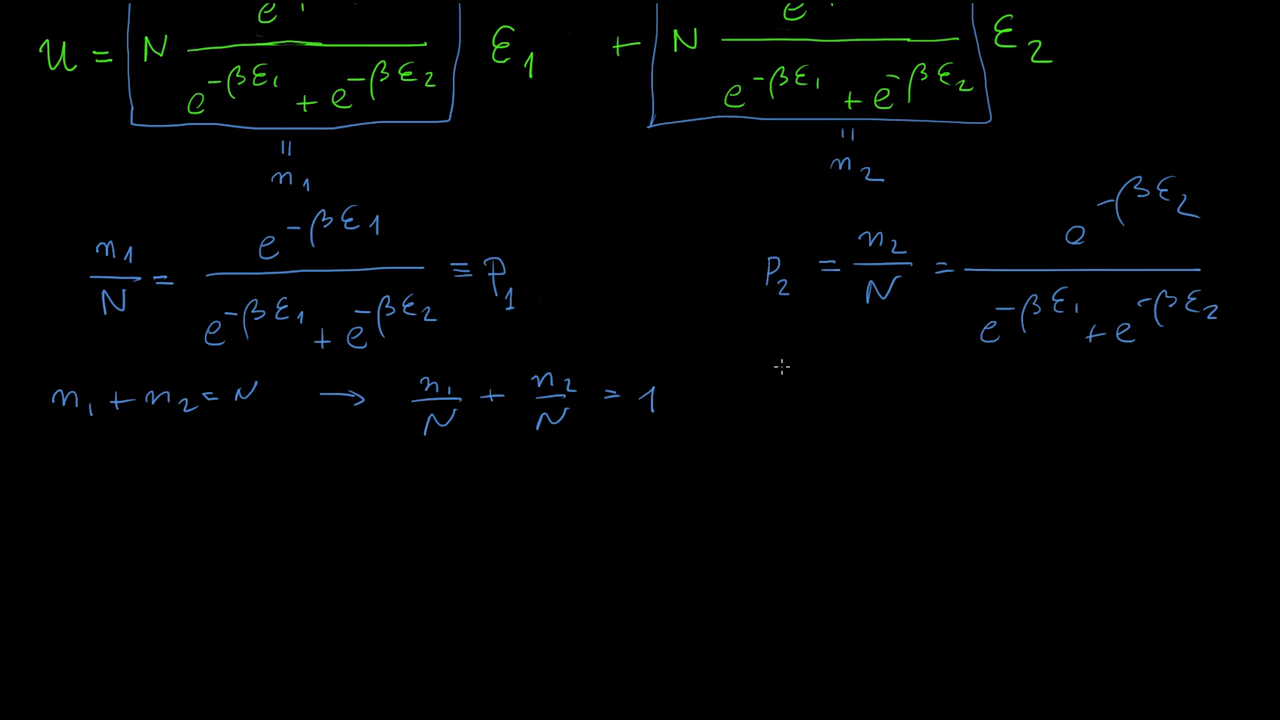 U = N e / (e^{-βε₁} + e^{-βε₂}) ε₁ + N e / (e^{-βε₁} + e^{-βε₂}) ε₂
= n₁ = n₂
n₁/N = e^{-βε₁} / (e^{-βε₁} + e^{-βε₂}) ≡ P₁ P₂ = n₂/N = e^{-βε₂} / (e^{-βε₁} + e^{-βε₂})
n₁ + n₂ = N → n₁/N + n₂/N = 1